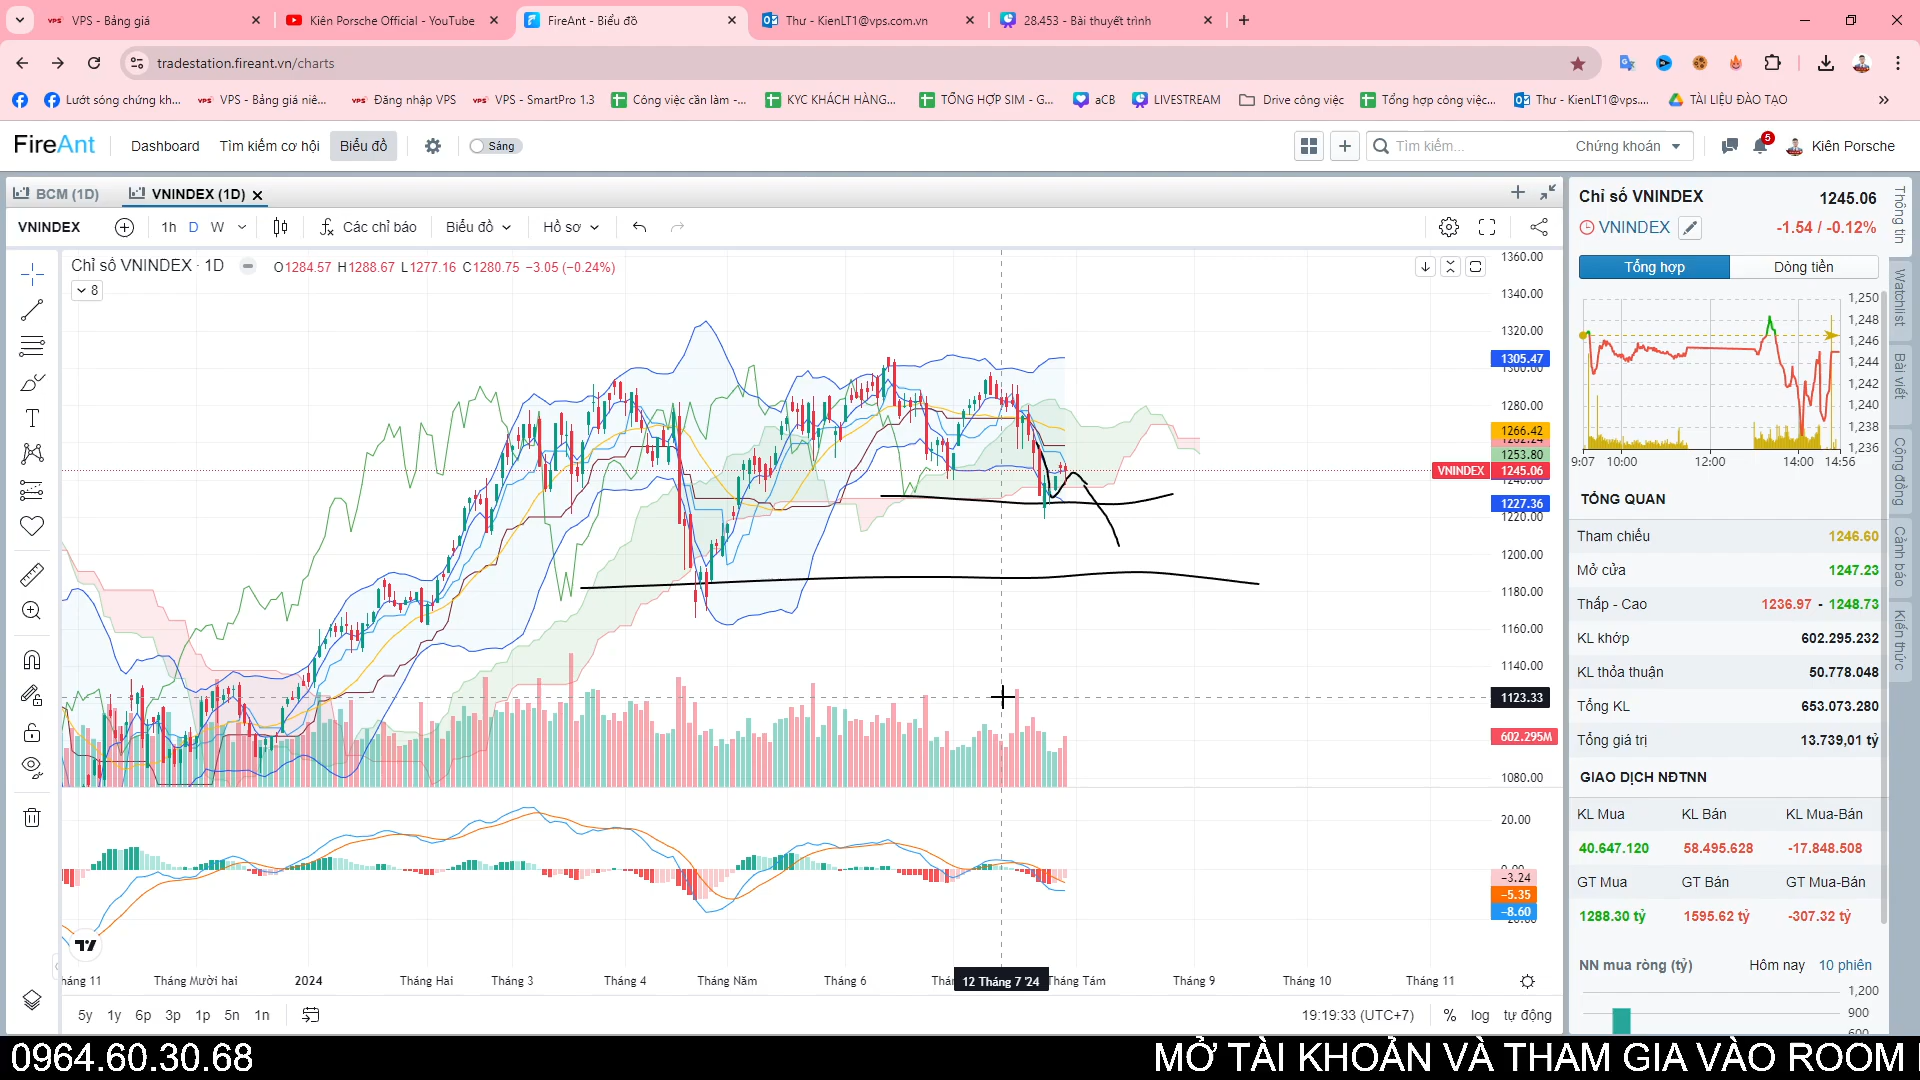 VPS - Bảng giá
Kiên Porsche Official - YouTube
FireAnt - Biểu đồ
Thư - KienLT1@vps.com.vn
28.453 - Bài thuyết trình
tradestation.fireant.vn/charts
Lướt sóng chứng kh...
VPS - Bảng giá niê...
Đăng nhập VPS
VPS - SmartPro 1.3
Công việc cần làm -...
KYC KHÁCH HÀNG...
TỔNG HỢP SIM - G...
aCB
LIVESTREAM
Drive công việc
Tổng hợp công việc...
Thư - KienLT1@vps....
TÀI LIỆU ĐÀO TẠO
FireAnt
Dashboard
Tìm kiếm cơ hội
Biểu đồ
Sáng
Tìm kiếm...
Chứng khoán
5
Kiên Porsche
BCM (1D)
VNINDEX (1D)
VNINDEX
1h
D
W
Các chỉ báo
Biểu đồ
Hồ sơ
Chỉ số VNINDEX · 1D
O1284.57 H1288.67 L1277.16 C1280.75 −3.05 (−0.24%)
8
1360.00
1340.00
1320.00
1305.47
1300.00
1280.00
1266.42
1253.80
VNINDEX 1245.06
1240.00
1227.36
1220.00
1200.00
1180.00
1160.00
1140.00
1123.33
602.295M
1080.00
20.00
0.00
−3.24
−5.35
−8.60
Tháng Mười hai
2024
Tháng Hai
Tháng 3
Tháng 4
Tháng Năm
Tháng 6
12 Tháng 7 '24
Tháng Tám
Tháng 9
Tháng 10
Tháng 11
5y
1y
6p
3p
1p
5n
1n
19:19:33 (UTC+7)
%
log
tự động
Chỉ số VNINDEX
1245.06
VNINDEX
-1.54 / -0.12%
Tổng hợp
Dòng tiền
1,250
1,248
1,246
1,244
1,242
1,240
1,238
1,236
9:07
10:00
12:00
14:00
14:56
TỔNG QUAN
Tham chiếu 1246.60
Mở cửa 1247.23
Thấp - Cao 1236.97 - 1248.73
KL khớp 602.295.232
KL thỏa thuận 50.778.048
Tổng KL 653.073.280
Tổng giá trị 13.739,01 tỷ
GIAO DỊCH NĐTNN
KL Mua KL Bán KL Mua-Bán
40.647.120 58.495.628 -17.848.508
GT Mua GT Bán GT Mua-Bán
1288.30 tỷ 1595.62 tỷ -307.32 tỷ
NN mua ròng (tỷ) Hôm nay 10 phiên
1,200
900
Thông tin
Watchlist
Bài viết
Cộng đồng
Cảnh báo
Kiến thức
0964.60.30.68
MỞ TÀI KHOẢN VÀ THAM GIA VÀO ROOM